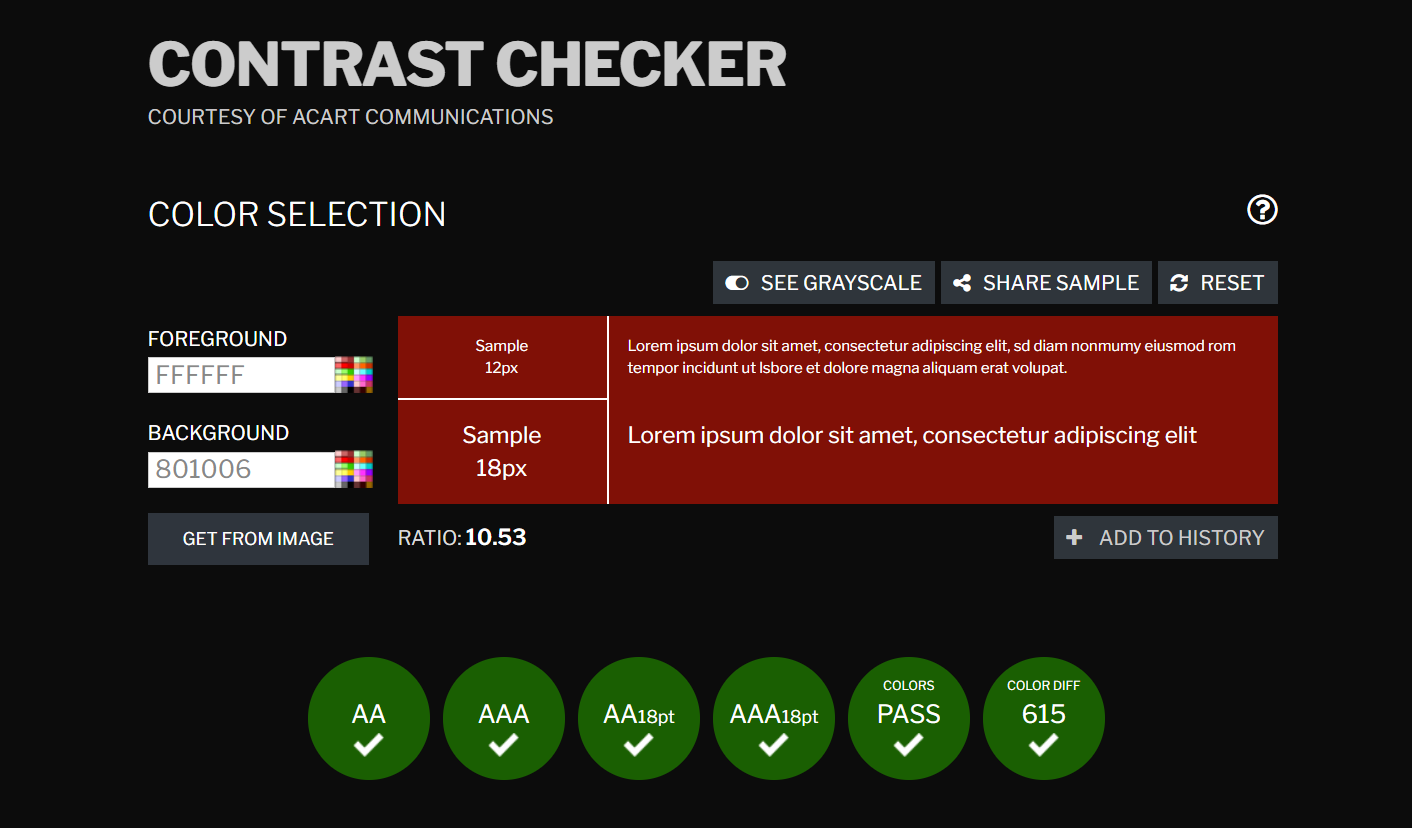 CONTRAST CHECKER
COURTESY OF ACART COMMUNICATIONS
COLOR SELECTION
SEE GRAYSCALE
SHARE SAMPLE
RESET
FOREGROUND
FFFFFF
BACKGROUND
801006
GET FROM IMAGE
Sample
12px
Lorem ipsum dolor sit amet, consectetur adipiscing elit, sd diam nonmumy eiusmod rom
tempor incidunt ut lsbore et dolore magna aliquam erat volupat.
Sample
18px
Lorem ipsum dolor sit amet, consectetur adipiscing elit
RATIO: 10.53
ADD TO HISTORY
AA
AAA
AA18pt
AAA18pt
COLORS
PASS
COLOR DIFF
615